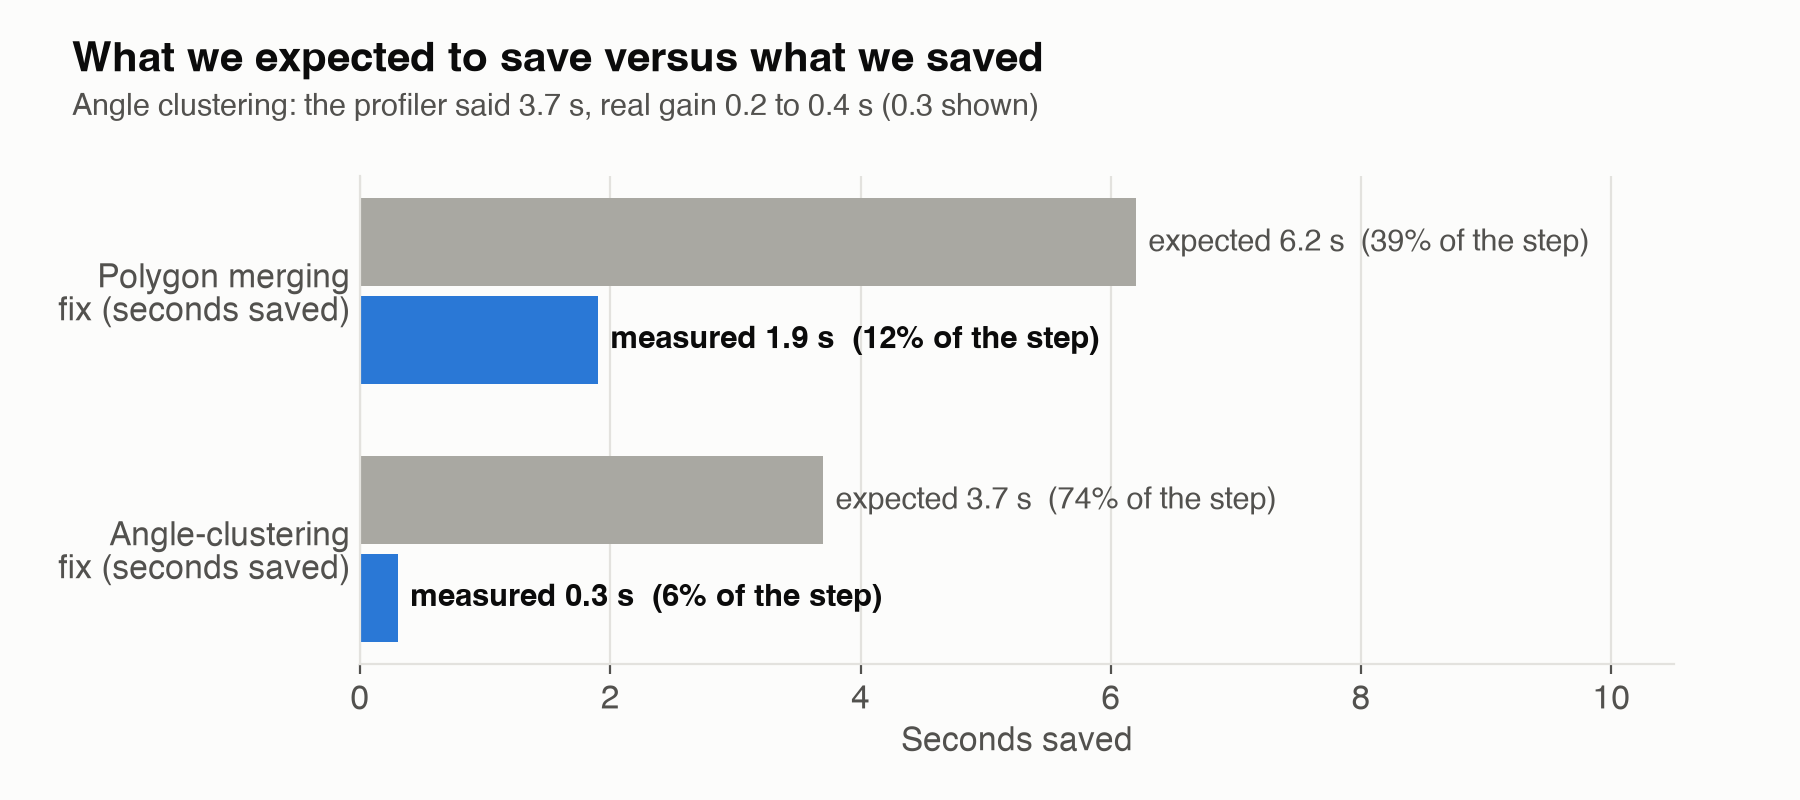 What we expected to save versus what we saved
Angle clustering: the profiler said 3.7 s, real gain 0.2 to 0.4 s (0.3 shown)
Polygon merging
fix (seconds saved)
expected 6.2 s (39% of the step)
measured 1.9 s (12% of the step)
Angle-clustering
fix (seconds saved)
expected 3.7 s (74% of the step)
measured 0.3 s (6% of the step)
0 2 4 6 8 10
Seconds saved